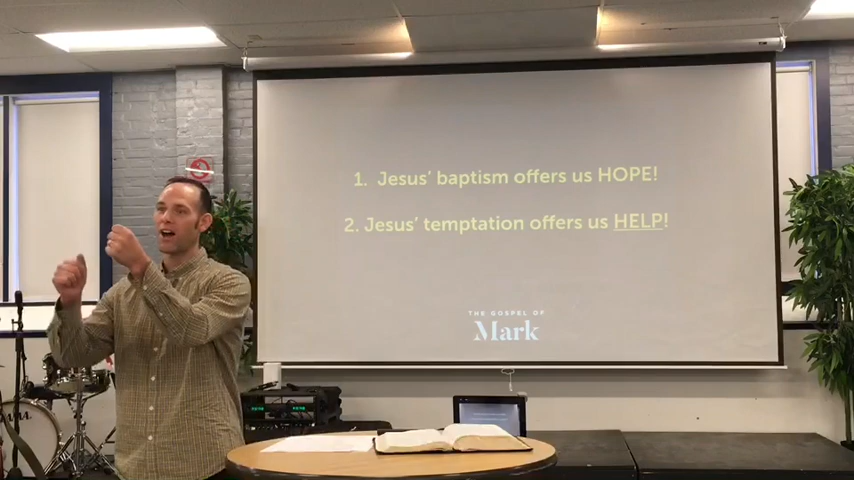 1. Jesus' baptism offers us HOPE!
2. Jesus' temptation offers us HELP!
THE GOSPEL OF
Mark